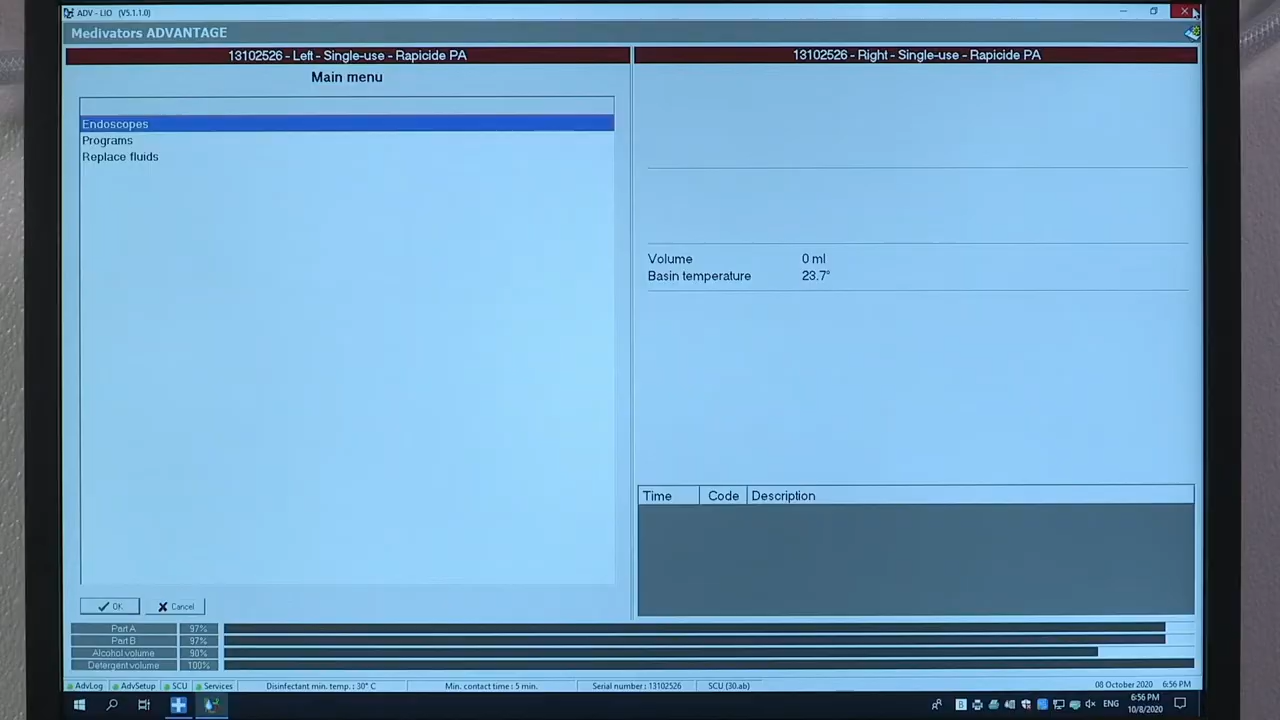 ADV - LIO (V5.1.1.0)
Medivators ADVANTAGE
13102526 - Left - Single-use - Rapicide PA
Main menu
Endoscopes
Programs
Replace fluids
OK
Cancel
13102526 - Right - Single-use - Rapicide PA
Volume 0 ml
Basin temperature 23.7°
Time Code Description
Part A 97%
Part B 97%
Alcohol volume 90%
Detergent volume 100%
AdvLog AdvSetup SCU Services Disinfectant min. temp.: 30° C Min. contact time: 5 min. Serial number: 13102526 SCU (30.ab) 08 October 2020 6:56 PM
ENG 6:56 PM
10/8/2020